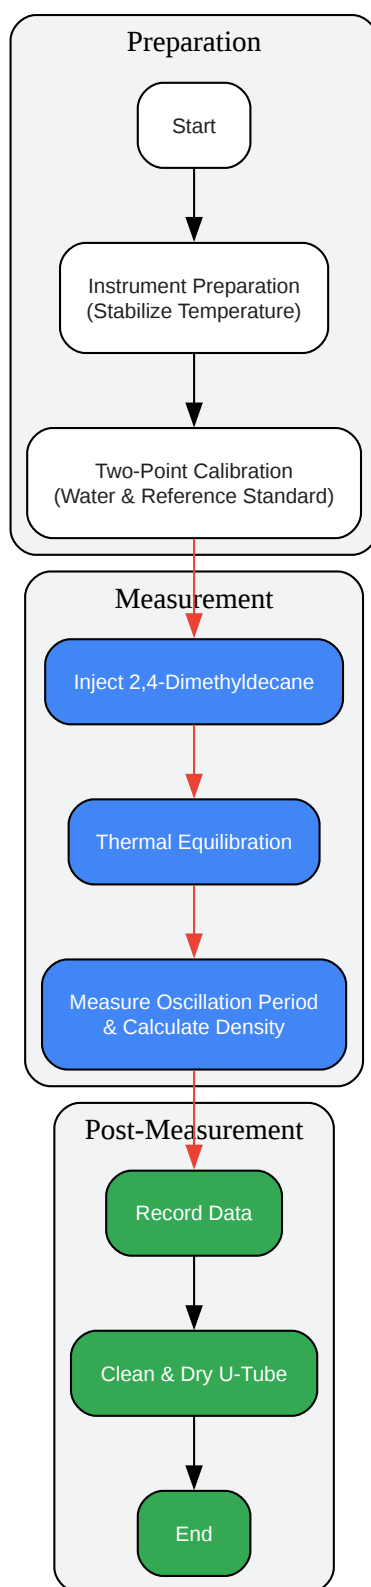 Preparation
Start
Instrument Preparation
(Stabilize Temperature)
Two-Point Calibration
(Water & Reference Standard)
Measurement
Inject 2,4-Dimethyldecane
Thermal Equilibration
Measure Oscillation Period
& Calculate Density
Post-Measurement
Record Data
Clean & Dry U-Tube
End